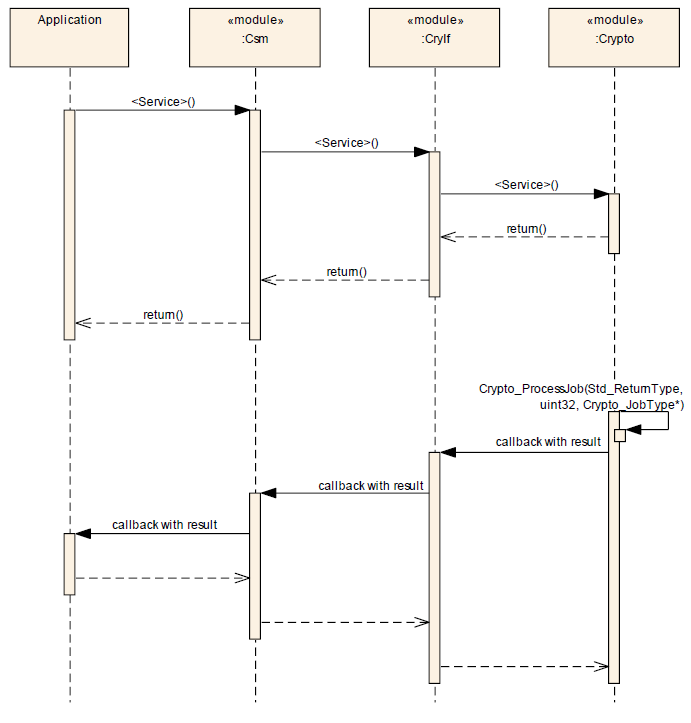 Application
«module»
:Csm
«module»
:CryIf
«module»
:Crypto
<Service>()
<Service>()
<Service>()
return()
return()
return()
Crypto_ProcessJob(Std_ReturnType,
uint32, Crypto_JobType*)
callback with result
callback with result
callback with result